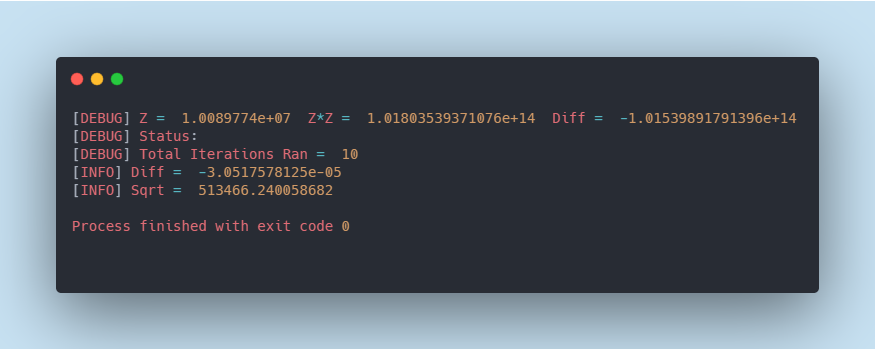 [DEBUG] Z =  1.0089774e+07  Z*Z =  1.01803539371076e+14  Diff =  -1.01539891791396e+14
[DEBUG] Status:
[DEBUG] Total Iterations Ran =  10
[INFO] Diff =  -3.0517578125e-05
[INFO] Sqrt =  513466.240058682
Process finished with exit code 0